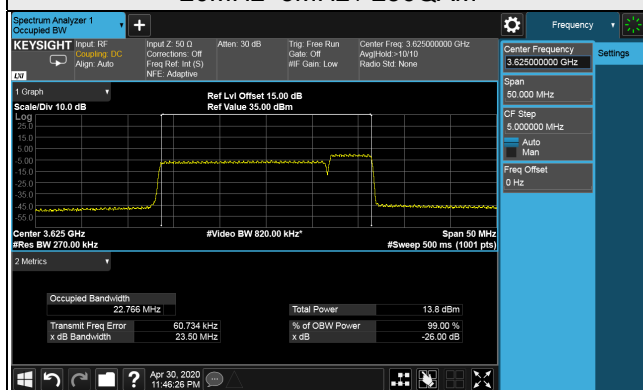 Spectrum Analyzer 1
Occupied BW
+
Frequency
KEYSIGHT
Input: RF
Coupling: DC
Align: Auto
Input Z: 50 Ω
Corrections: Off
Freq Ref: Int (S)
NFE: Adaptive
Atten: 30 dB
Trig: Free Run
Gate: Off
#IF Gain: Low
Center Freq: 3.625000000 GHz
Avg|Hold:>10/10
Radio Std: None
LXI
Center Frequency
3.625000000 GHz
Settings
Span
50.000 MHz
CF Step
5.000000 MHz
Auto
Man
Freq Offset
0 Hz
1 Graph
Scale/Div 10.0 dB
Ref Lvl Offset 15.00 dB
Ref Value 35.00 dBm
Log
25.0
15.0
5.00
-5.00
-15.0
-25.0
-35.0
-45.0
-55.0
Center 3.625 GHz
#Res BW 270.00 kHz
#Video BW 820.00 kHz*
Span 50 MHz
#Sweep 500 ms (1001 pts)
2 Metrics
Occupied Bandwidth
22.766 MHz
Total Power 13.8 dBm
Transmit Freq Error 60.734 kHz
% of OBW Power 99.00 %
x dB Bandwidth 23.50 MHz
x dB -26.00 dB
?
Apr 30, 2020
11:46:26 PM